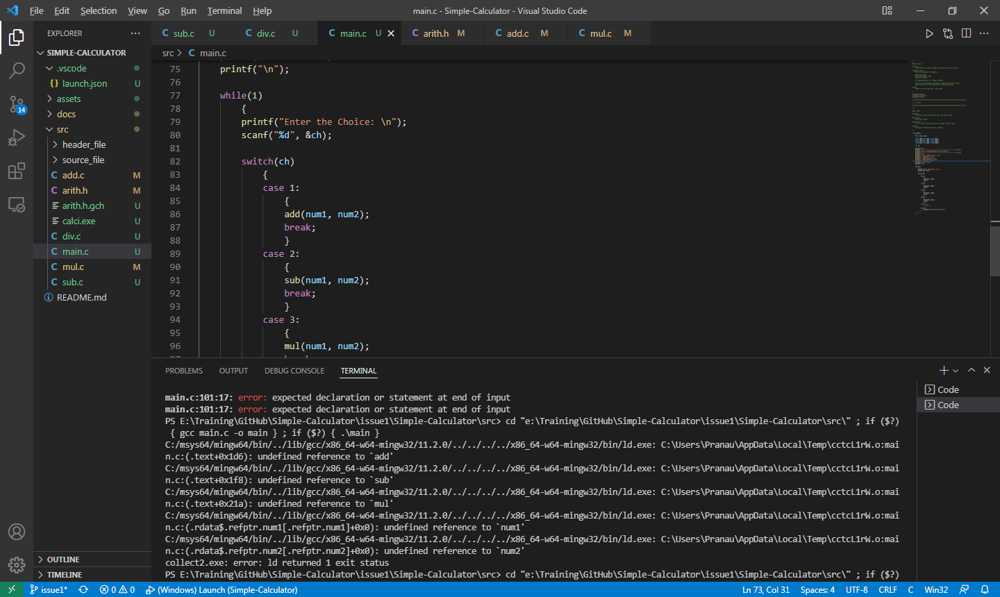 File Edit Selection View Go Run Terminal Help
main.c - Simple-Calculator - Visual Studio Code
EXPLORER
SIMPLE-CALCULATOR
.vscode
{} launch.json U
assets
docs
src
header_file
source_file
C add.c M
C arith.h M
arith.h.gch U
calci.exe U
C div.c U
C main.c U
C mul.c M
C sub.c U
README.md
OUTLINE
TIMELINE
14
C sub.c U
C div.c U
C main.c U
C arith.h M
C add.c M
C mul.c M
src > C main.c
75 printf("\n");
76
77 while(1)
78 {
79 printf("Enter the Choice: \n");
80 scanf("%d", &ch);
81
82 switch(ch)
83 {
84 case 1:
85 {
86 add(num1, num2);
87 break;
88 }
89 case 2:
90 {
91 sub(num1, num2);
92 break;
93 }
94 case 3:
95 {
96 mul(num1, num2);
PROBLEMS OUTPUT DEBUG CONSOLE TERMINAL
main.c:101:17: error: expected declaration or statement at end of input
main.c:101:17: error: expected declaration or statement at end of input
PS E:\Training\GitHub\Simple-Calculator\issue1\Simple-Calculator\src> cd "e:\Training\GitHub\Simple-Calculator\issue1\Simple-Calculator\src\" ; if ($?)
{ gcc main.c -o main } ; if ($?) { .\main }
C:/msys64/mingw64/bin/../lib/gcc/x86_64-w64-mingw32/11.2.0/../../../../x86_64-w64-mingw32/bin/ld.exe: C:\Users\Pranau\AppData\Local\Temp\cctcL1rW.o:mai
n.c:(.text+0x1d6): undefined reference to `add'
C:/msys64/mingw64/bin/../lib/gcc/x86_64-w64-mingw32/11.2.0/../../../../x86_64-w64-mingw32/bin/ld.exe: C:\Users\Pranau\AppData\Local\Temp\cctcL1rW.o:mai
n.c:(.text+0x1f8): undefined reference to `sub'
C:/msys64/mingw64/bin/../lib/gcc/x86_64-w64-mingw32/11.2.0/../../../../x86_64-w64-mingw32/bin/ld.exe: C:\Users\Pranau\AppData\Local\Temp\cctcL1rW.o:mai
n.c:(.text+0x21a): undefined reference to `mul'
C:/msys64/mingw64/bin/../lib/gcc/x86_64-w64-mingw32/11.2.0/../../../../x86_64-w64-mingw32/bin/ld.exe: C:\Users\Pranau\AppData\Local\Temp\cctcL1rW.o:mai
n.c:(.rdata$.refptr.num1[.refptr.num1]+0x0): undefined reference to `num1'
C:/msys64/mingw64/bin/../lib/gcc/x86_64-w64-mingw32/11.2.0/../../../../x86_64-w64-mingw32/bin/ld.exe: C:\Users\Pranau\AppData\Local\Temp\cctcL1rW.o:mai
n.c:(.rdata$.refptr.num2[.refptr.num2]+0x0): undefined reference to `num2'
collect2.exe: error: ld returned 1 exit status
PS E:\Training\GitHub\Simple-Calculator\issue1\Simple-Calculator\src> cd "e:\Training\GitHub\Simple-Calculator\issue1\Simple-Calculator\src\" ; if ($?)
Code
Code
issue1* 0 0 (Windows) Launch (Simple-Calculator)
Ln 73, Col 31 Spaces: 4 UTF-8 CRLF C Win32